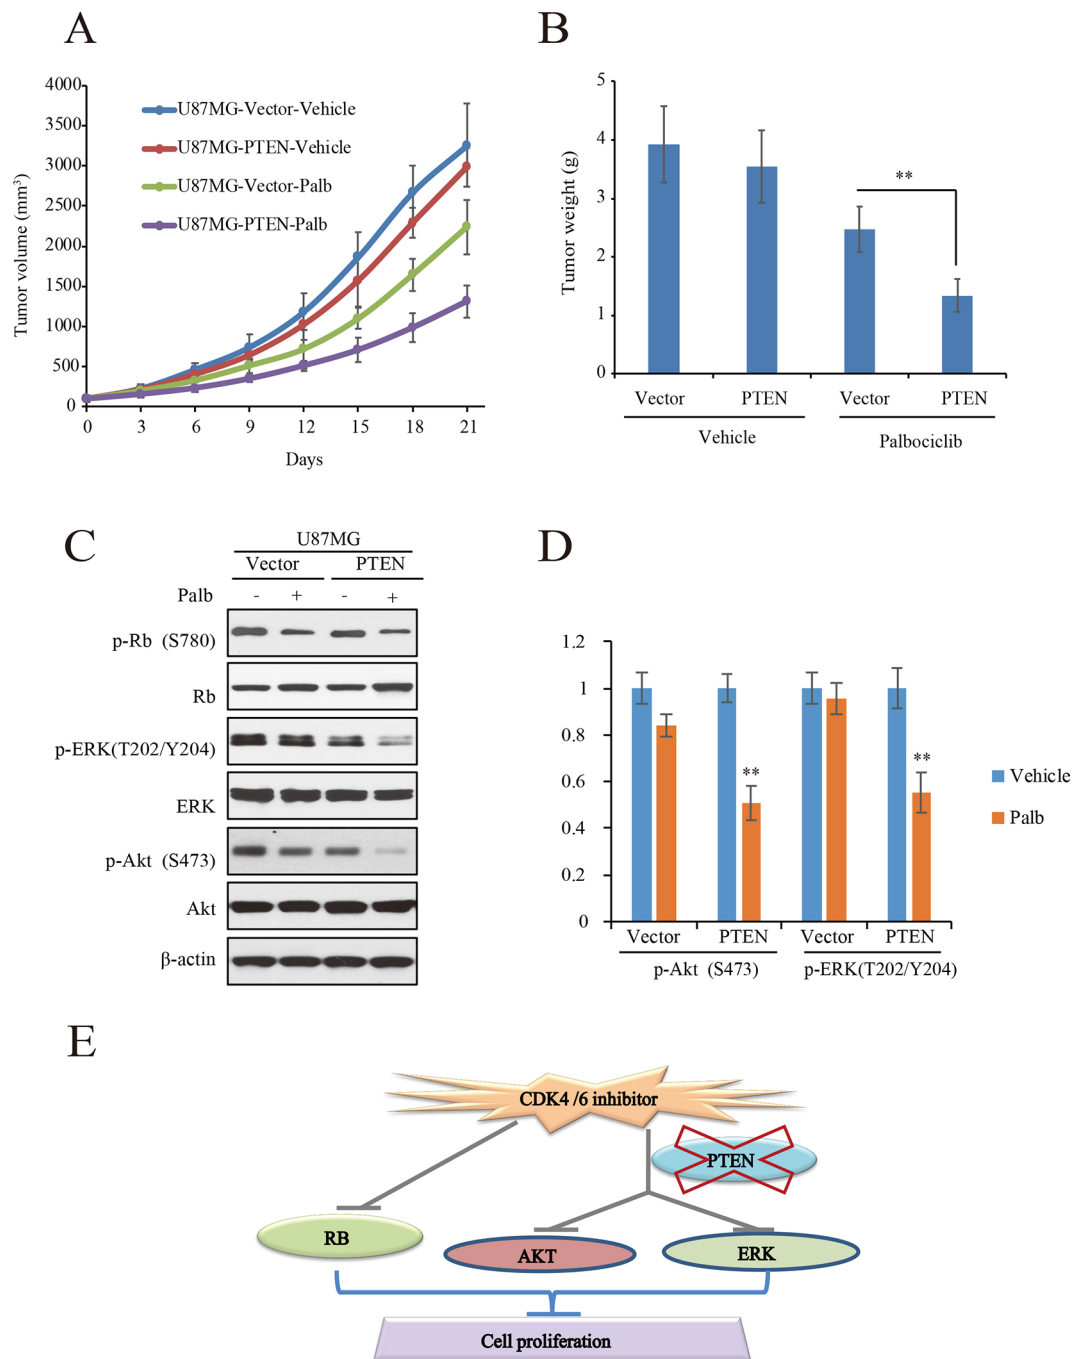 A
4000
3500
3000
2500
2000
1500
1000
500
0
Tumor volume (mm³)
U87MG-Vector-Vehicle
U87MG-PTEN-Vehicle
U87MG-Vector-Palb
U87MG-PTEN-Palb
0 3 6 9 12 15 18 21
Days
B
5
4
3
2
1
0
Tumor weight (g)
**
Vector PTEN Vector PTEN
Vehicle Palbociclib
C
U87MG
Vector PTEN
Palb - + - +
p-Rb (S780)
Rb
p-ERK(T202/Y204)
ERK
p-Akt (S473)
Akt
β-actin
D
1.2
1
0.8
0.6
0.4
0.2
0
**
**
Vehicle
Palb
Vector PTEN Vector PTEN
p-Akt (S473) p-ERK(T202/Y204)
E
CDK4 /6 inhibitor
PTEN
RB
AKT
ERK
Cell proliferation